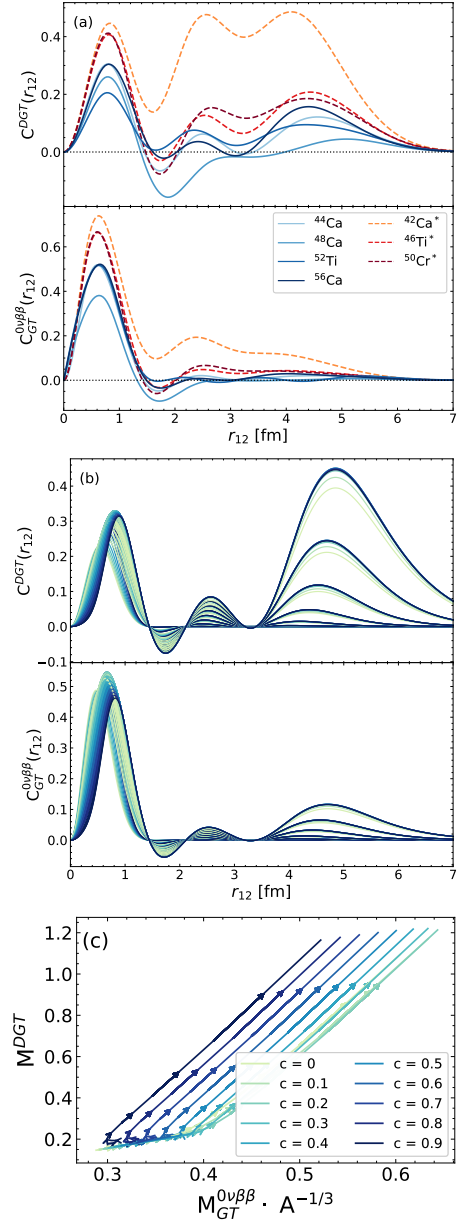 (a)
0.4
0.2
0.0
C^{DGT}(r_{12})
0.6
0.4
0.2
0.0
C_{GT}^{0νββ}(r_{12})
^{44}Ca
^{48}Ca
^{52}Ti
^{56}Ca
^{42}Ca^*
^{46}Ti^*
^{50}Cr^*
0 1 2 3 4 5 6 7
r_{12} [fm]
(b)
0.4
0.3
0.2
0.1
0.0
−0.1
C^{DGT}(r_{12})
0.5
0.4
0.3
0.2
0.1
0.0
C_{GT}^{0νββ}(r_{12})
0 1 2 3 4 5 6 7
r_{12} [fm]
(c)
1.2
1.0
0.8
0.6
0.4
0.2
M^{DGT}
c = 0
c = 0.1
c = 0.2
c = 0.3
c = 0.4
c = 0.5
c = 0.6
c = 0.7
c = 0.8
c = 0.9
0.3 0.4 0.5 0.6
M_{GT}^{0νββ} · A^{−1/3}